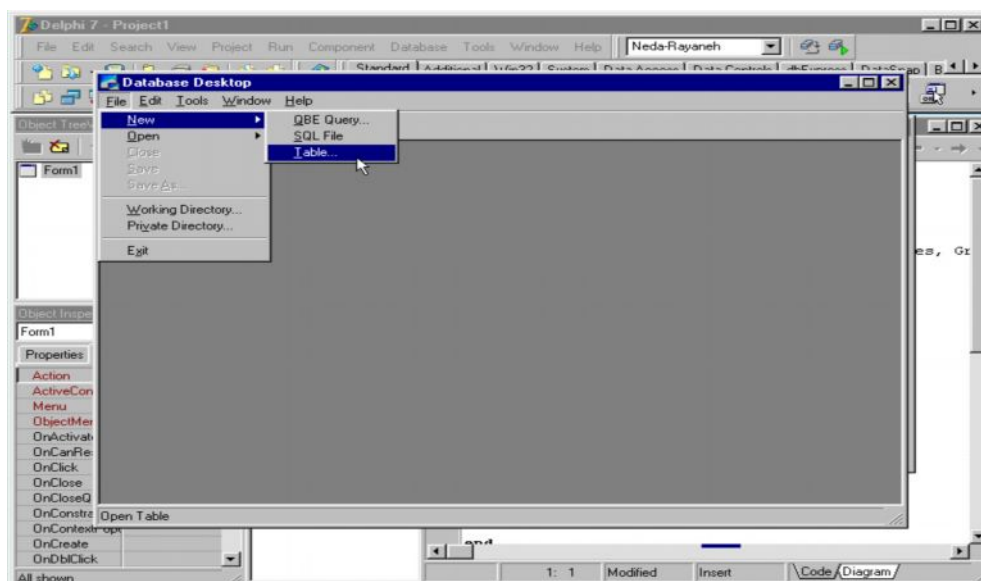 Delphi 7 - Project1
File Edit Search View Project Run Component Database Tools Window Help Neda-Rayaneh
Standard Additional Win32 System Data Access Data Controls dbExpress DataSnap B
Database Desktop
File Edit Tools Window Help
New QBE Query...
Open SQL File
Close Table...
Save
Save As...
Working Directory...
Private Directory...
Exit
Object TreeV
Form1
es, Gr
Object Inspe
Form1
Properties
Action
ActiveCon
Menu
ObjectMen
OnActivat
OnCanRe
OnClick
OnClose
OnCloseQ
OnConstra
OnContextPopu
OnCreate
OnDblClick
All shown
Open Table
end
1: 1 Modified Insert Code Diagram